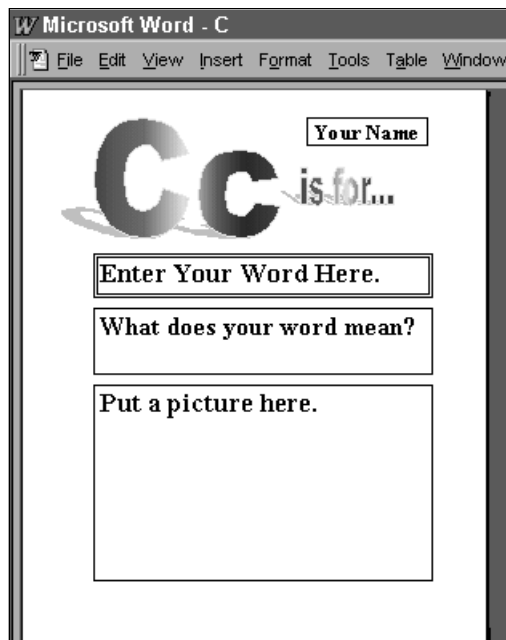 Microsoft Word - C
File Edit View Insert Format Tools Table Window
Your Name
Cc is for...
Enter Your Word Here.
What does your word mean?
Put a picture here.